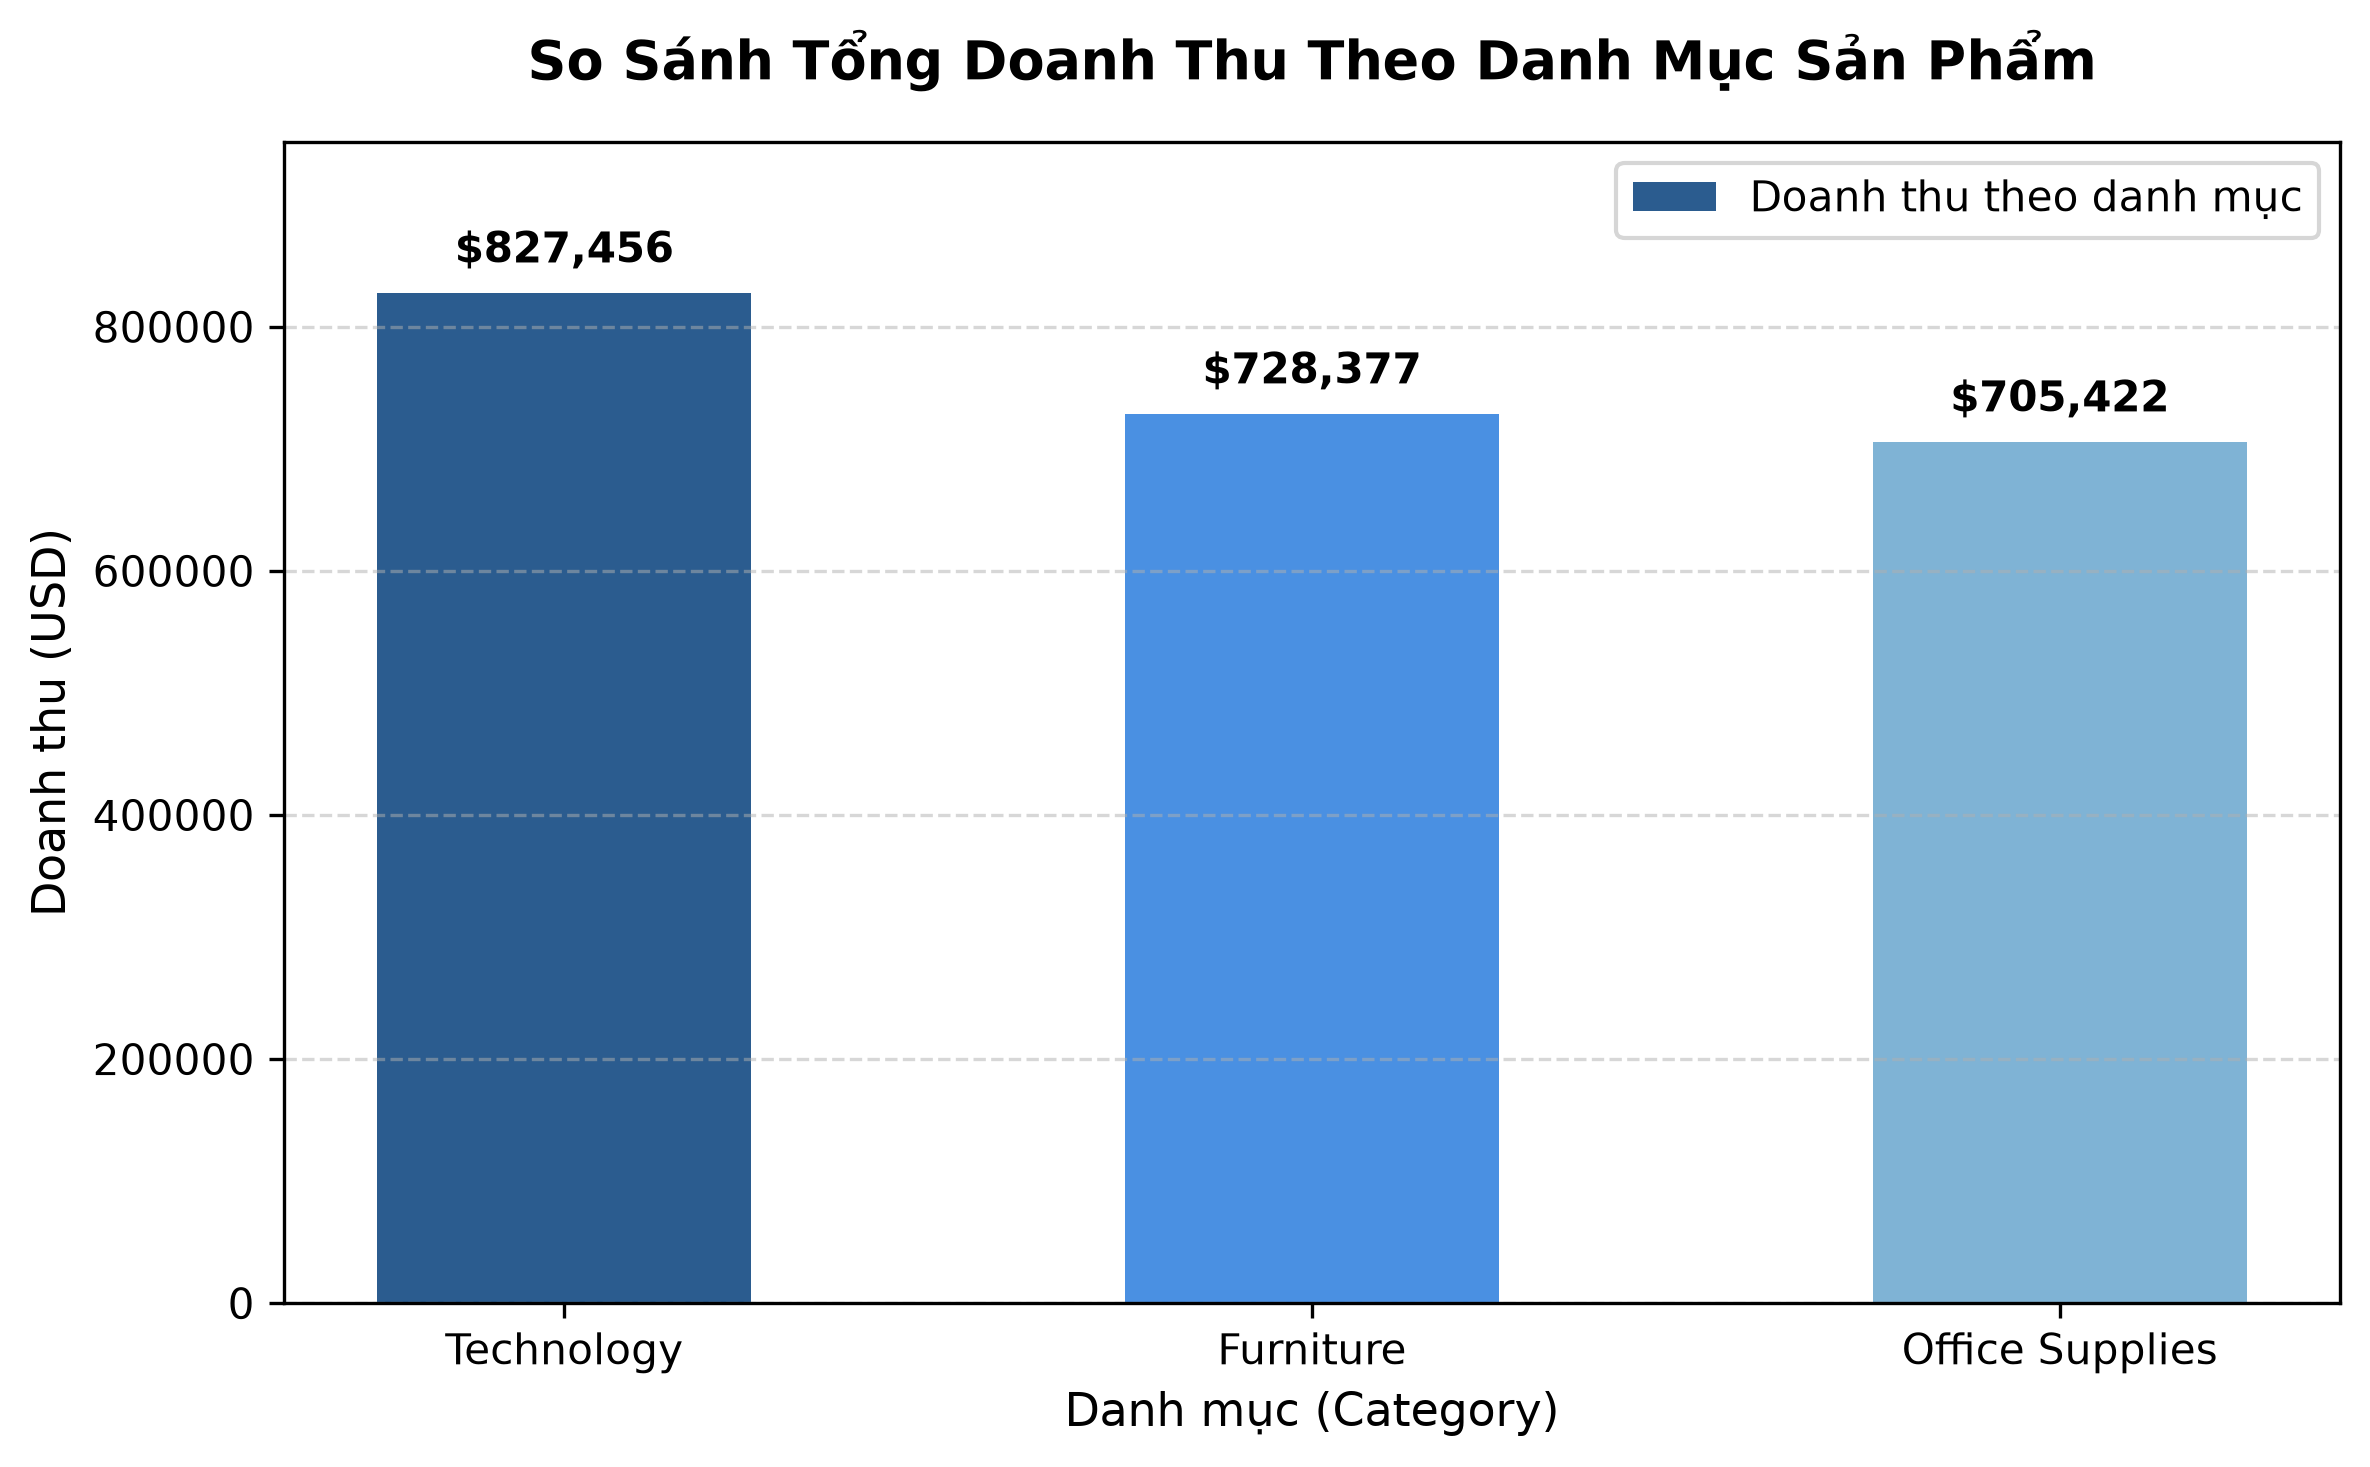 So Sánh Tổng Doanh Thu Theo Danh Mục Sản Phẩm
Doanh thu theo danh mục
$827,456
$728,377
$705,422
Doanh thu (USD)
800000
600000
400000
200000
0
Technology
Furniture
Office Supplies
Danh mục (Category)